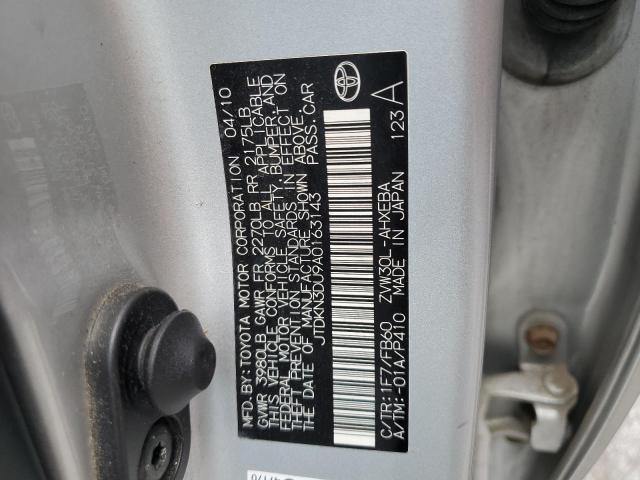 MFD. BY: TOYOTA MOTOR CORPORATION 04/10
GVWR 3980LB GAWR FR 2270LB RR 2175LB
THIS VEHICLE CONFORMS TO ALL APPLICABLE
FEDERAL MOTOR VEHICLE SAFETY, BUMPER, AND
THEFT PREVENTION STANDARDS IN EFFECT ON
THE DATE OF MANUFACTURE SHOWN ABOVE.
JTDKN3DU9A0163143 PASS.CAR
C/TR: 1F7/FB60 ZVW30L-AHXEBA
A/TM: -01A/P410 MADE IN JAPAN 123 A